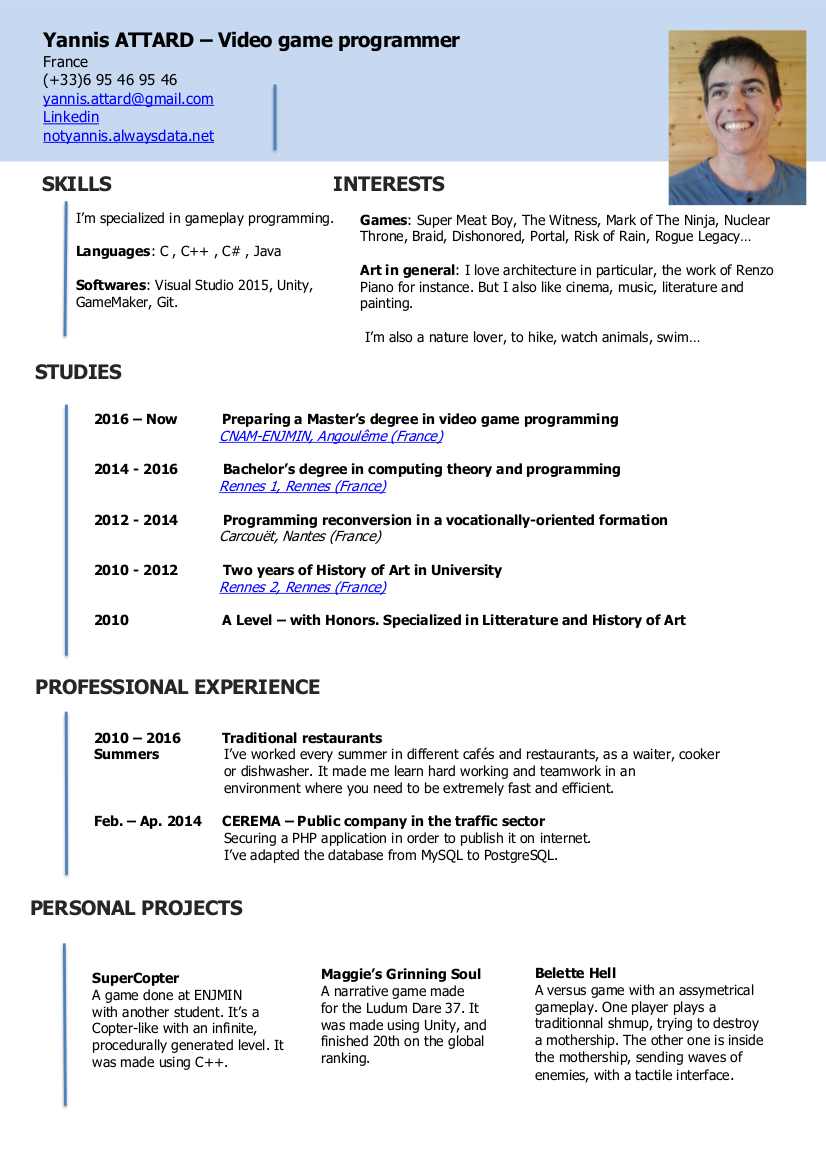 Yannis ATTARD – Video game programmer
France
(+33)6 95 46 95 46
yannis.attard@gmail.com
Linkedin
notyannis.alwaysdata.net
SKILLS
I’m specialized in gameplay programming.
Languages: C , C++ , C# , Java
Softwares: Visual Studio 2015, Unity,
GameMaker, Git.
INTERESTS
Games: Super Meat Boy, The Witness, Mark of The Ninja, Nuclear
Throne, Braid, Dishonored, Portal, Risk of Rain, Rogue Legacy…
Art in general: I love architecture in particular, the work of Renzo
Piano for instance. But I also like cinema, music, literature and
painting.
I’m also a nature lover, to hike, watch animals, swim…
STUDIES
2016 – Now Preparing a Master’s degree in video game programming
CNAM-ENJMIN, Angoulême (France)
2014 - 2016 Bachelor’s degree in computing theory and programming
Rennes 1, Rennes (France)
2012 - 2014 Programming reconversion in a vocationally-oriented formation
Carcouët, Nantes (France)
2010 - 2012 Two years of History of Art in University
Rennes 2, Rennes (France)
2010 A Level – with Honors. Specialized in Litterature and History of Art
PROFESSIONAL EXPERIENCE
2010 – 2016 Traditional restaurants
Summers I’ve worked every summer in different cafés and restaurants, as a waiter, cooker
or dishwasher. It made me learn hard working and teamwork in an
environment where you need to be extremely fast and efficient.
Feb. – Ap. 2014 CEREMA – Public company in the traffic sector
Securing a PHP application in order to publish it on internet.
I’ve adapted the database from MySQL to PostgreSQL.
PERSONAL PROJECTS
SuperCopter
A game done at ENJMIN
with another student. It’s a
Copter-like with an infinite,
procedurally generated level. It
was made using C++.
Maggie’s Grinning Soul
A narrative game made
for the Ludum Dare 37. It
was made using Unity, and
finished 20th on the global
ranking.
Belette Hell
A versus game with an assymetrical
gameplay. One player plays a
traditionnal shmup, trying to destroy
a mothership. The other one is inside
the mothership, sending waves of
enemies, with a tactile interface.